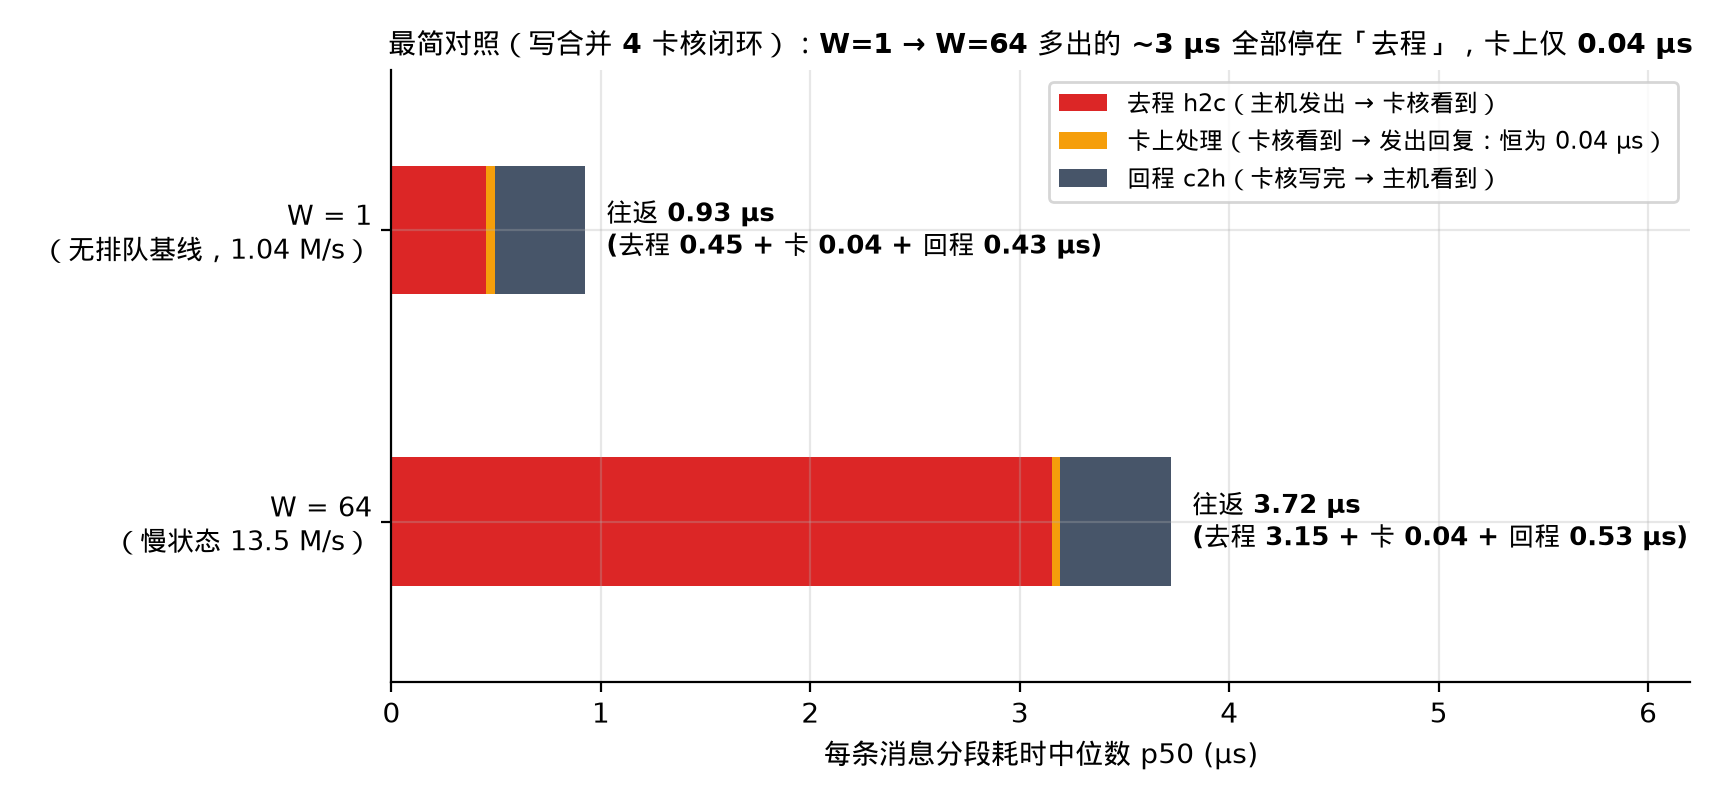 最简对照（写合并 4 卡核闭环）：W=1 → W=64 多出的 ~3 µs 全部停在「去程」，卡上仅 0.04 µs
去程 h2c（主机发出 → 卡核看到）
卡上处理（卡核看到 → 发出回复：恒为 0.04 µs）
回程 c2h（卡核写完 → 主机看到）
W = 1
（无排队基线，1.04 M/s）
往返 0.93 µs
(去程 0.45 + 卡 0.04 + 回程 0.43 µs)
W = 64
（慢状态 13.5 M/s）
往返 3.72 µs
(去程 3.15 + 卡 0.04 + 回程 0.53 µs)
0 1 2 3 4 5 6
每条消息分段耗时中位数 p50 (µs)